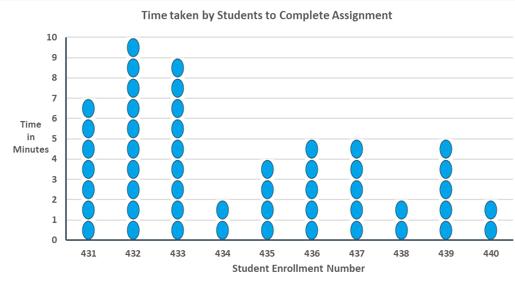 Time taken by Students to Complete Assignment
10
9
8
7
6
5
4
3
2
1
0
Time
in
Minutes
431 432 433 434 435 436 437 438 439 440
Student Enrollment Number